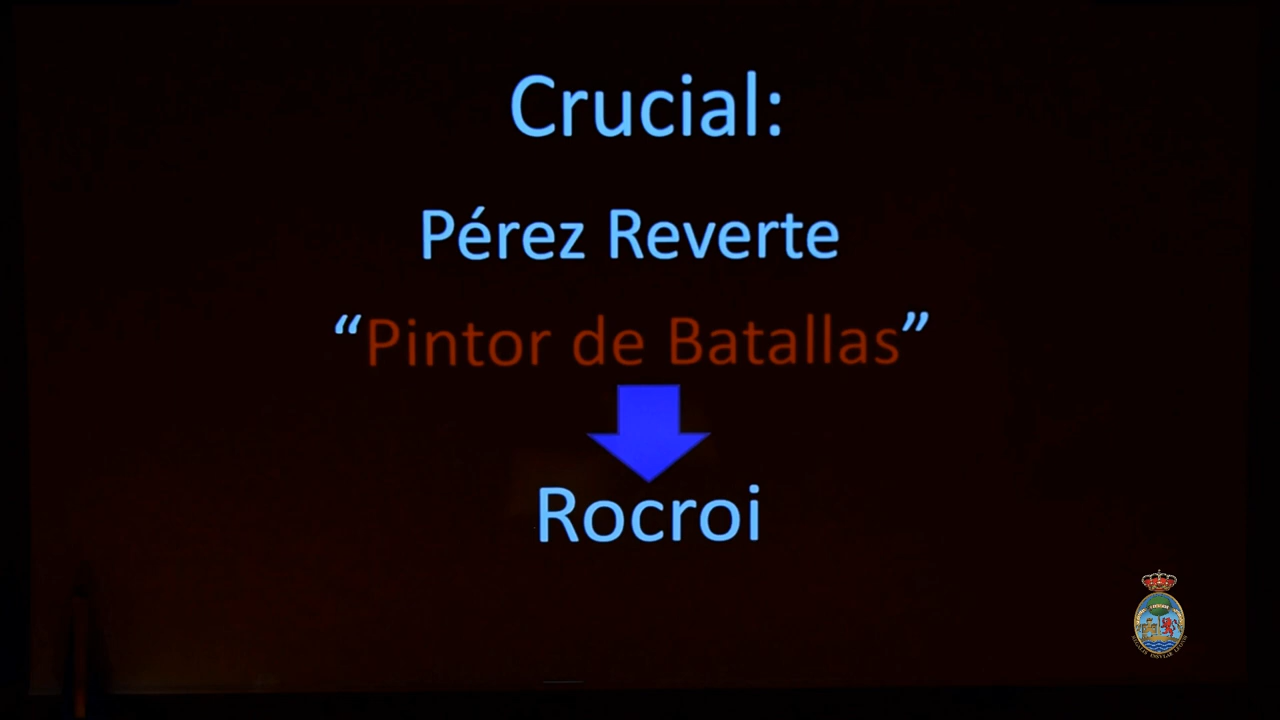 Crucial:
Pérez Reverte
“Pintor de Batallas”
Rocroi